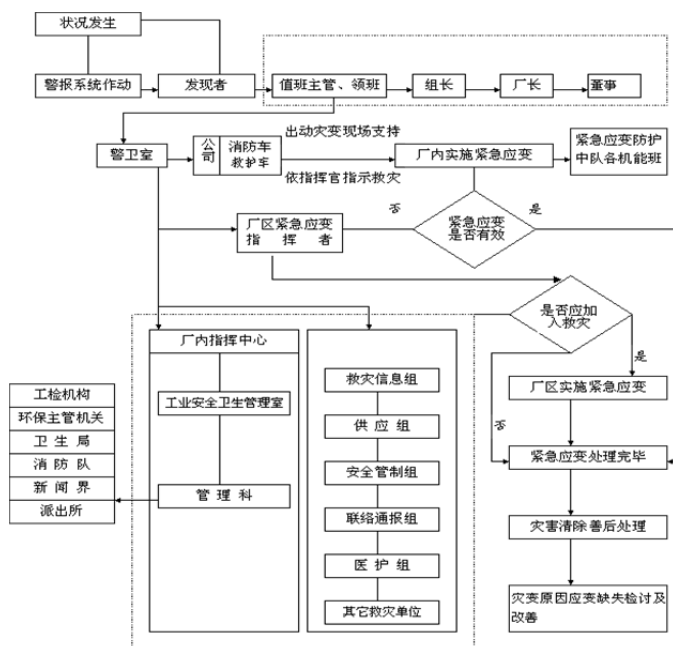 状况发生
警报系统作动
发现者
值班主管、领班
组长
厂长
董事
警卫室
公司
消防车
救护车
出动灾变现场支持
依指挥官指示救灾
厂内实施紧急应变
紧急应变防护
中队各机能班
厂区紧急应变
指挥者
否
紧急应变
是否有效
是
是否应加
入救灾
是
否
厂内指挥中心
工业安全卫生管理室
管理科
救灾信息组
供应组
安全管制组
联络通报组
医护组
其它救灾单位
工检机构
环保主管机关
卫生局
消防队
新闻界
派出所
厂区实施紧急应变
紧急应变处理完毕
灾害清除善后处理
灾变原因应变缺失检讨及
改善